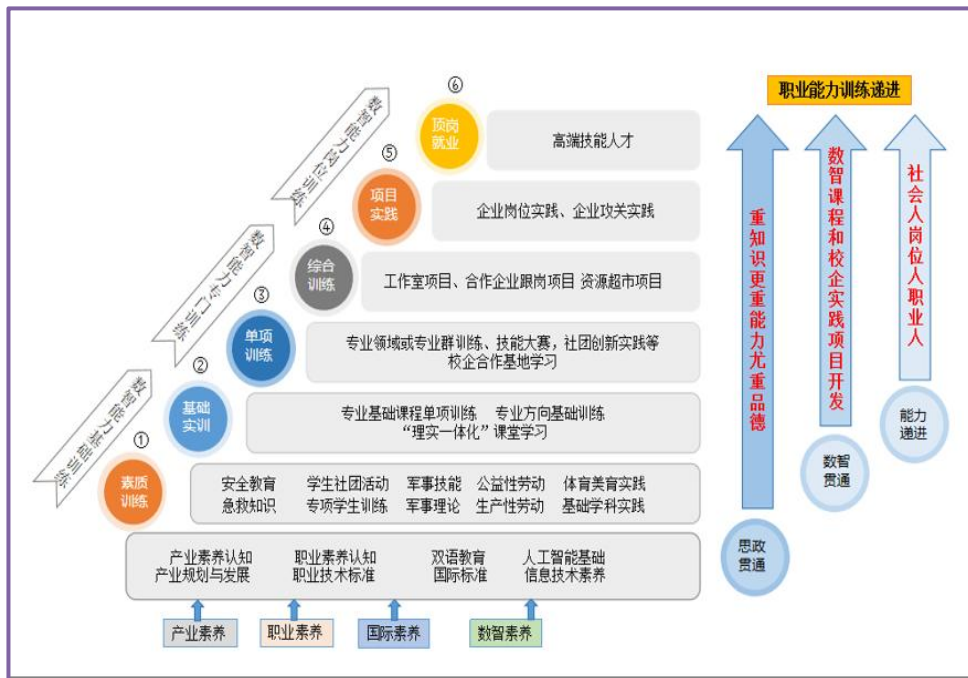 职业能力训练递进
⑥
顶岗
就业
高端技能人才
数智能力岗位训练
⑤
项目
实践
企业岗位实践、企业攻关实践
④
综合
训练
工作室项目、合作企业跟岗项目 资源超市项目
数智能力专门训练
③
单项
训练
专业领域或专业群训练、技能大赛，社团创新实践等
校企合作基地学习
②
基础
实训
专业基础课程单项训练 专业方向基础训练
“理实一体化”课堂学习
数智能力基础训练
①
素质
训练
安全教育 学生社团活动 军事技能 公益性劳动 体育美育实践
急救知识 专项学生训练 军事理论 生产性劳动 基础学科实践
产业素养认知 职业素养认知 双语教育 人工智能基础
产业规划与发展 职业技术标准 国际标准 信息技术素养
产业素养 职业素养 国际素养 数智素养
重知识更重能力尤重品德
思政
贯通
数智课程和校企实践项目开发
数智
贯通
社会人岗位人职业人
能力
递进